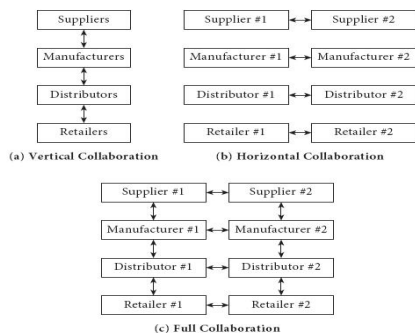 Suppliers
Manufacturers
Distributors
Retailers
(a) Vertical Collaboration
Supplier #1 Supplier #2
Manufacturer #1 Manufacturer #2
Distributor #1 Distributor #2
Retailer #1 Retailer #2
(b) Horizontal Collaboration
Supplier #1 Supplier #2
Manufacturer #1 Manufacturer #2
Distributor #1 Distributor #2
Retailer #1 Retailer #2
(c) Full Collaboration